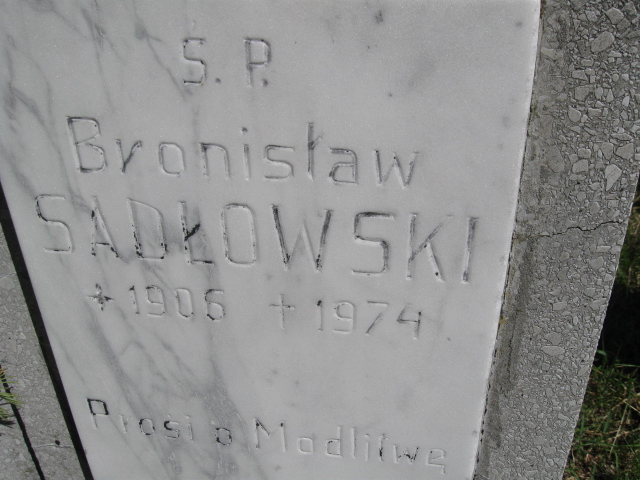 Ś. P.
Bronisław
SADŁOWSKI
* 1906 † 1974
Prosi o Modlitwę